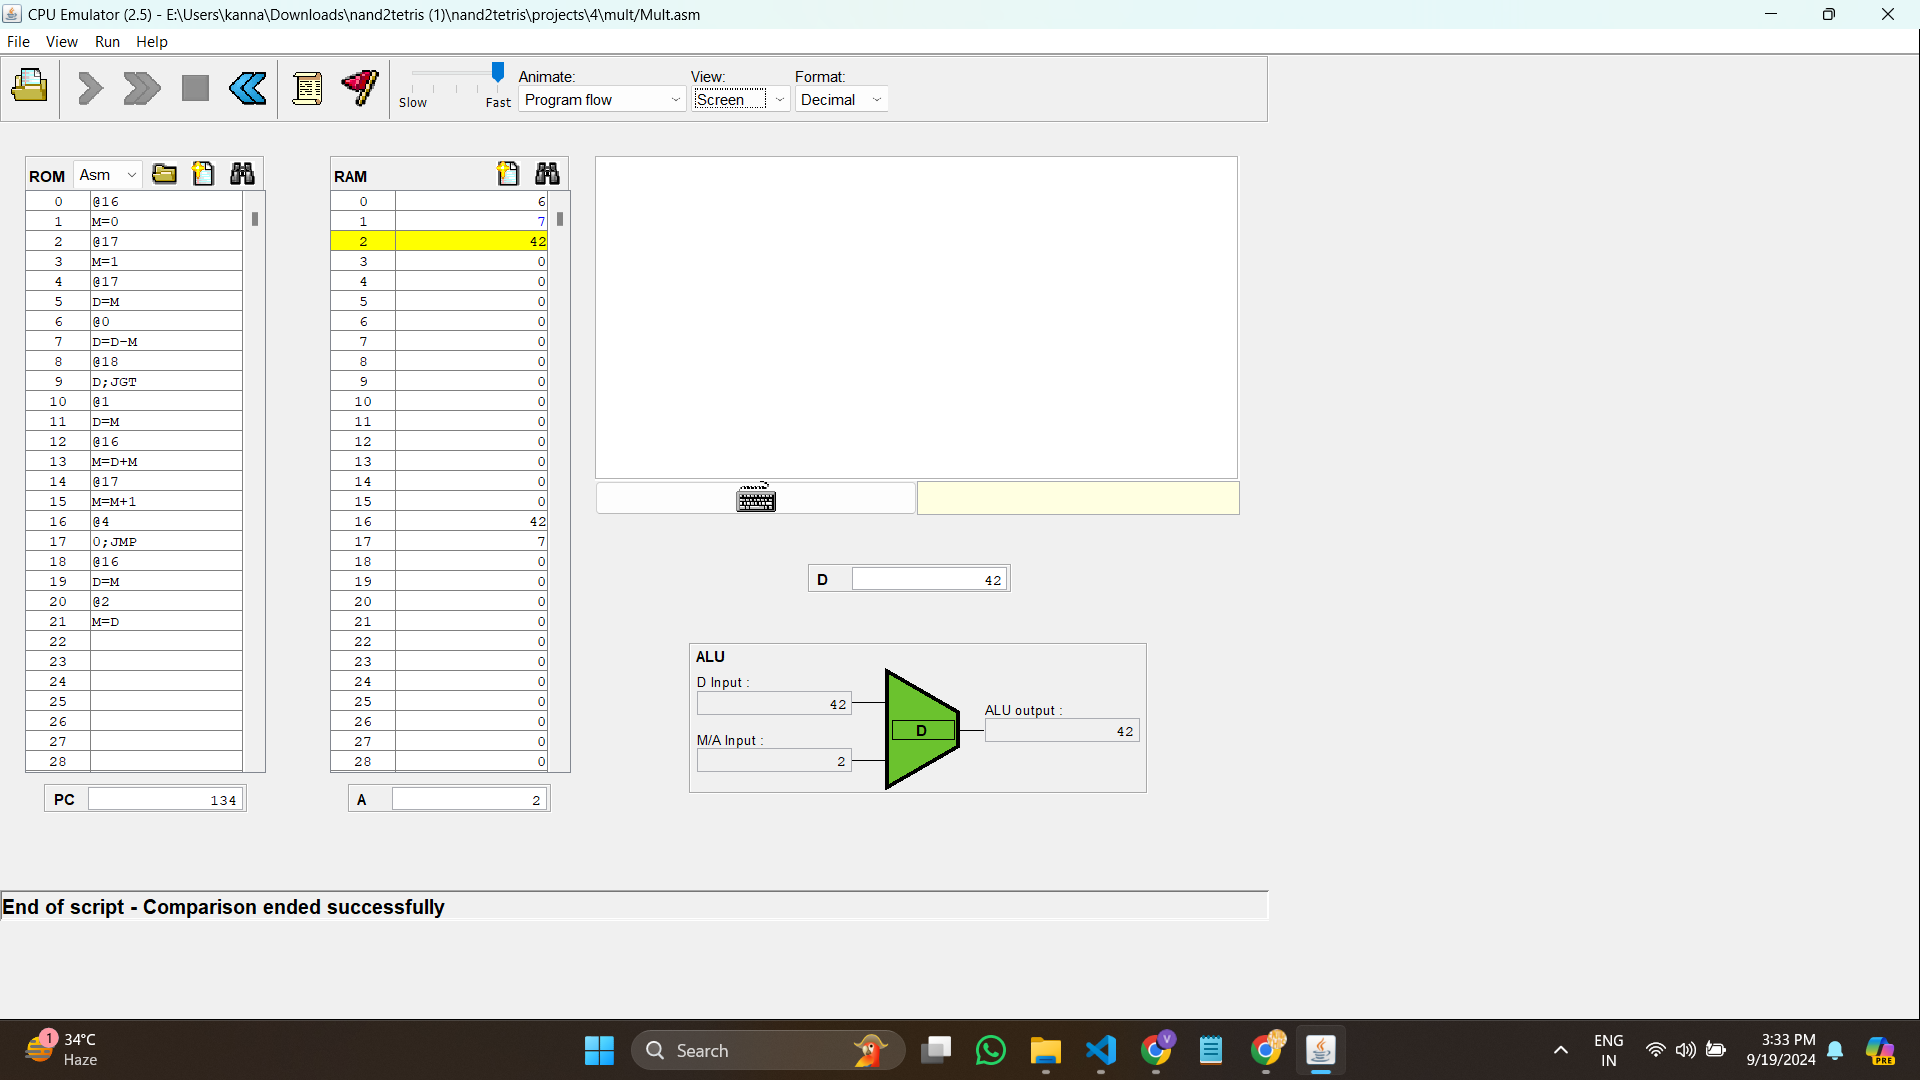 CPU Emulator (2.5) - E:\Users\kanna\Downloads\nand2tetris (1)\nand2tetris\projects\4\mult/Mult.asm
File View Run Help
Slow Fast
Animate:
Program flow
View:
Screen
Format:
Decimal
ROM Asm
0 @16
1 M=0
2 @17
3 M=1
4 @17
5 D=M
6 @0
7 D=D-M
8 @18
9 D;JGT
10 @1
11 D=M
12 @16
13 M=D+M
14 @17
15 M=M+1
16 @4
17 0;JMP
18 @16
19 D=M
20 @2
21 M=D
22
23
24
25
26
27
28
PC 134
RAM
0 6
1 7
2 42
3 0
4 0
5 0
6 0
7 0
8 0
9 0
10 0
11 0
12 0
13 0
14 0
15 0
16 42
17 7
18 0
19 0
20 0
21 0
22 0
23 0
24 0
25 0
26 0
27 0
28 0
A 2
D 42
ALU
D Input :
42
M/A Input :
2
D
ALU output :
42
End of script - Comparison ended successfully
1
34°C
Haze
Search
V
ENG
IN
3:33 PM
9/19/2024
PRE